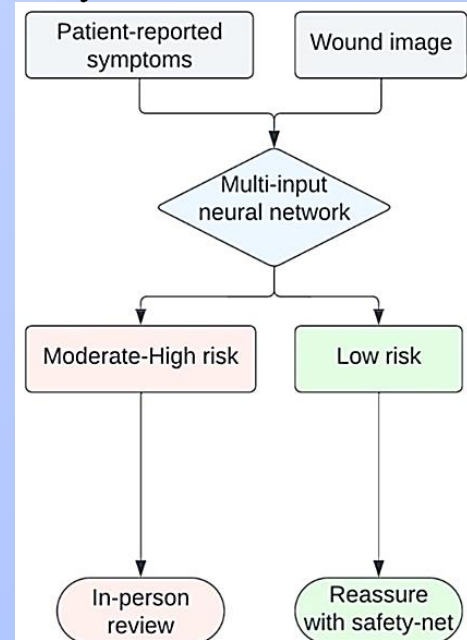 Patient-reported
symptoms
Wound image
Multi-input
neural network
Moderate-High risk
Low risk
In-person
review
Reassure
with safety-net